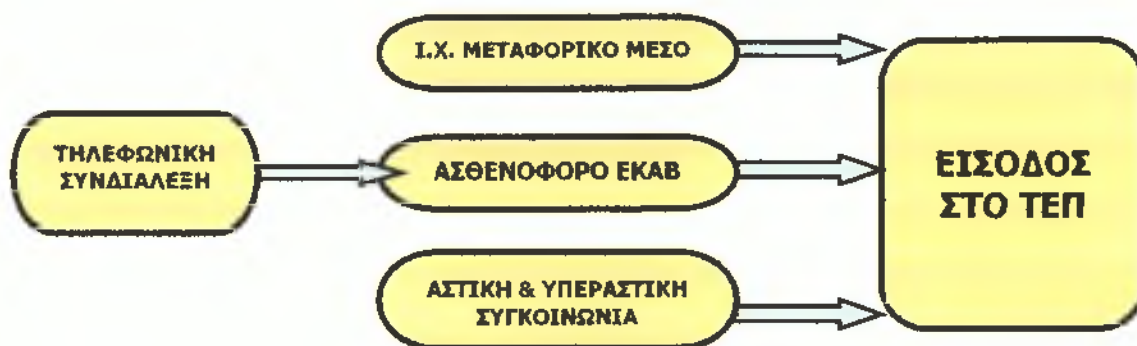 Ι.Χ. ΜΕΤΑΦΟΡΙΚΟ ΜΕΣΟ
ΤΗΛΕΦΩΝΙΚΗ
ΣΥΝΔΙΑΛΕΞΗ
ΑΣΘΕΝΟΦΟΡΟ ΕΚΑΒ
ΑΣΤΙΚΗ & ΥΠΕΡΑΣΤΙΚΗ
ΣΥΓΚΟΙΝΩΝΙΑ
ΕΙΣΟΔΟΣ
ΣΤΟ ΤΕΠ